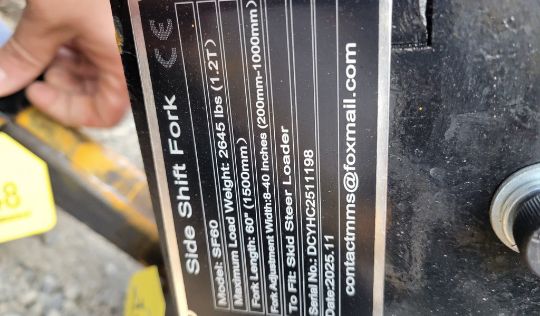 Side Shift Fork CE
Model: SF60
Maximum Load Weight: 2645 lbs (1.2T)
Fork Length: 60" (1500mm)
Fork Adjustment Width:8-40 Inches (200mm-1000mm)
To Fit: Skid Steer Loader
Serial No.: DCYHC2511198
Date:2025.11
contactmms@foxmail.com